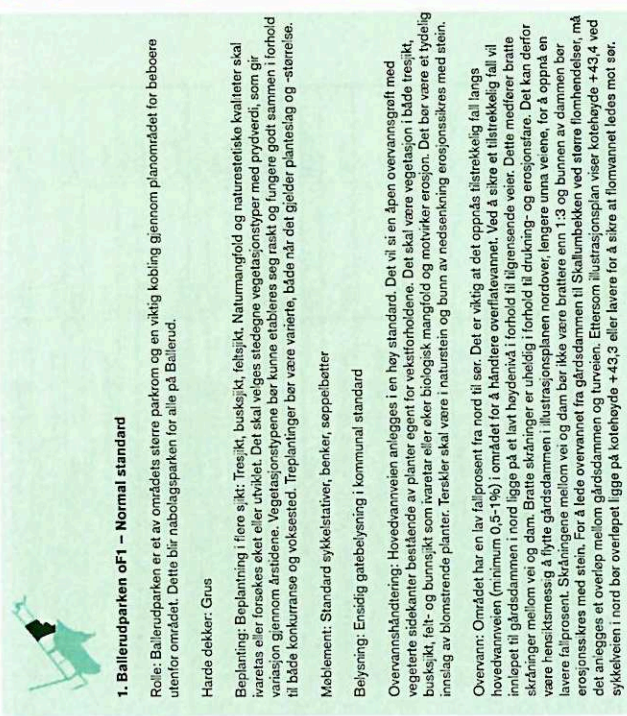 1. Ballerudparken oF1 – Normal standard
Rolle: Ballerudparken er et av områdets større parkrom og en viktig kobling gjennom planområdet for beboere
utenfor området. Dette blir nabolagsparken for alle på Ballerud.
Harde dekker: Grus
Beplanting: Beplantning i flere sjikt: Tresjikt, busksjikt, feltsjikt. Naturmangfold og naturestetiske kvaliteter skal
ivaretas eller forsøkes øket eller utviklet. Det skal velges stedegne vegetasjonstyper med prydverdi, som gir
variasjon gjennom årstidene. Vegetasjonstypene bør kunne etableres seg raskt og fungere godt sammen i forhold
til både konkurranse og voksested. Treplantinger bør være varierte, både når det gjelder planteslag og -størrelse.
Møblement: Standard sykkelstativer, benker, søppelbøtter
Belysning: Ensidig gatebelysning i kommunal standard
Overvannshåndtering: Hovedvannveien anlegges i en høy standard. Det vil si en åpen overvannsgrøft med
vegeterte sidekanter bestående av planter egent for vekstforholdene. Det skal være vegetasjon i både tresjikt,
busksjikt, felt- og bunnsjikt som ivaretar eller øker biologisk mangfold og motvirker erosjon. Det bør være et tydelig
innslag av blomstrende planter. Terskler skal være i naturstein og bunn av nedsenkning erosjonssikres med stein.
Overvann: Området har en lav fallprosent fra nord til sør. Det er viktig at det oppnås tilstrekkelig fall langs
hovedvannveien (minimum 0,5-1%) i området for å håndtere overflatevannet. Ved å sikre et tilstrekkelig fall vil
innløpet til gårdsdammen i nord ligge på et lavt høydenivå i forhold til tilgrensende veier. Dette medfører bratte
skråninger mellom vei og dam. Bratte skråninger er uheldig i forhold til drukning- og erosjonsfare. Det kan derfor
være hensiktsmessig å flytte gårdsdammen i illustrasjonsplanen nordover, lengere unna veiene, for å oppnå en
lavere fallprosent. Skråningene mellom vei og dam bør ikke være brattere enn 1:3 og bunnen av dammen bør
erosjonssikres med stein. For å lede overvannet fra gårdsdammen til Skallumbekken ved større flomhendelser, må
det anlegges et overløp mellom gårdsdammen og turveien. Ettersom illustrasjonsplan viser kotehøyde +43,4 ved
sykkelveien i nord bør overløpet ligge på kotehøyde +43,3 eller lavere for å sikre at flomvannet ledes mot sør.